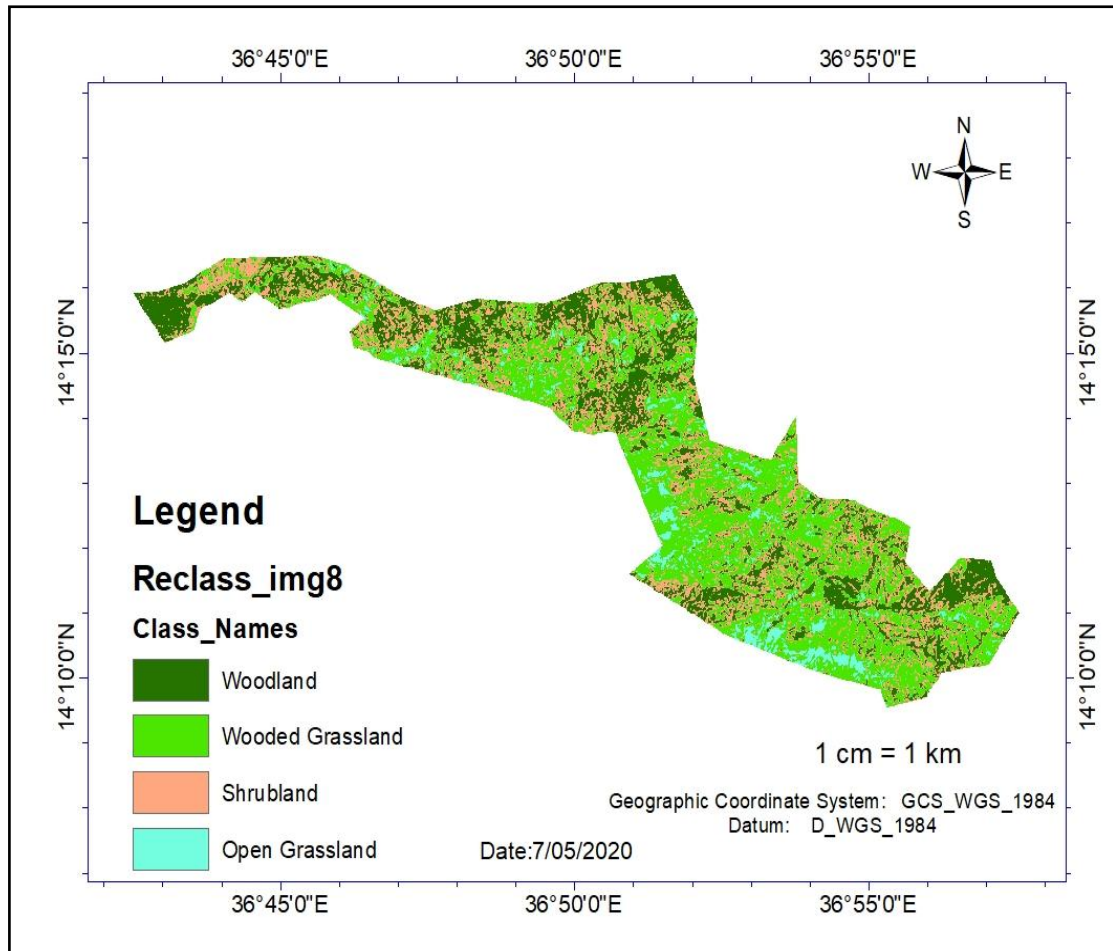 36°45'0"E 36°50'0"E 36°55'0"E
N
W E
S
14°15'0"N 14°15'0"N
Legend
Reclass_img8
Class_Names
Woodland
Wooded Grassland
Shrubland
Open Grassland
14°10'0"N 14°10'0"N
1 cm = 1 km
Geographic Coordinate System: GCS_WGS_1984
Datum: D_WGS_1984
Date:7/05/2020
36°45'0"E 36°50'0"E 36°55'0"E